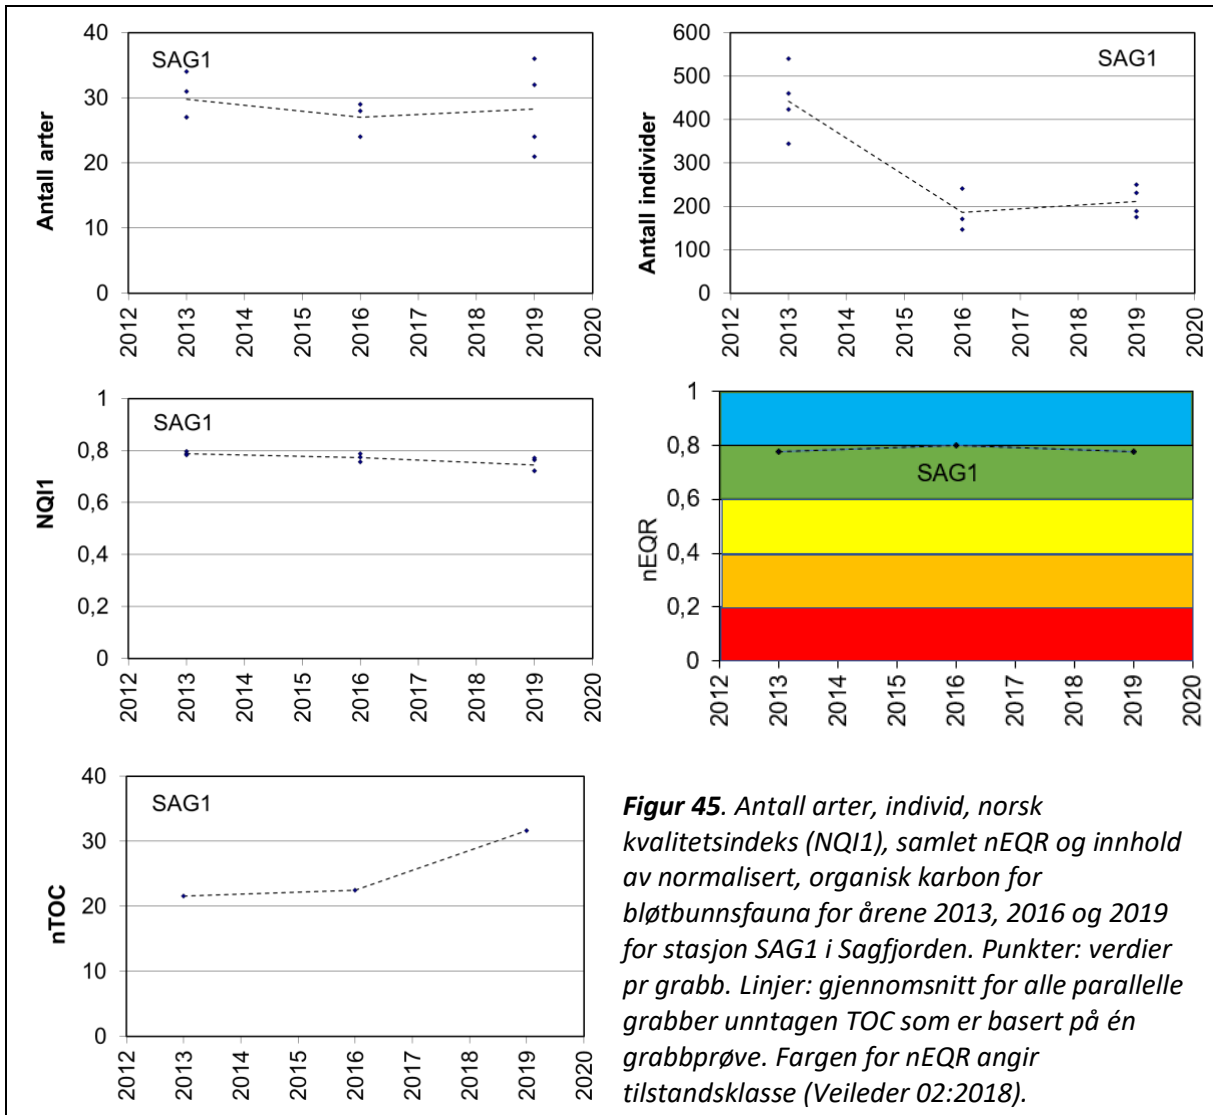 40
30
20
10
0
Antall arter
SAG1
2012 2013 2014 2015 2016 2017 2018 2019 2020
600
500
400
300
200
100
0
Antall individer
SAG1
2012 2013 2014 2015 2016 2017 2018 2019 2020
1
0,8
0,6
0,4
0,2
0
NQI1
SAG1
2012 2013 2014 2015 2016 2017 2018 2019 2020
1
0,8
0,6
0,4
0,2
0
nEQR
SAG1
2012 2013 2014 2015 2016 2017 2018 2019 2020
40
30
20
10
0
nTOC
SAG1
2012 2013 2014 2015 2016 2017 2018 2019 2020
Figur 45. Antall arter, individ, norsk
kvalitetsindeks (NQI1), samlet nEQR og innhold
av normalisert, organisk karbon for
bløtbunnsfauna for årene 2013, 2016 og 2019
for stasjon SAG1 i Sagfjorden. Punkter: verdier
pr grabb. Linjer: gjennomsnitt for alle parallelle
grabber unntagen TOC som er basert på én
grabbprøve. Fargen for nEQR angir
tilstandsklasse (Veileder 02:2018).